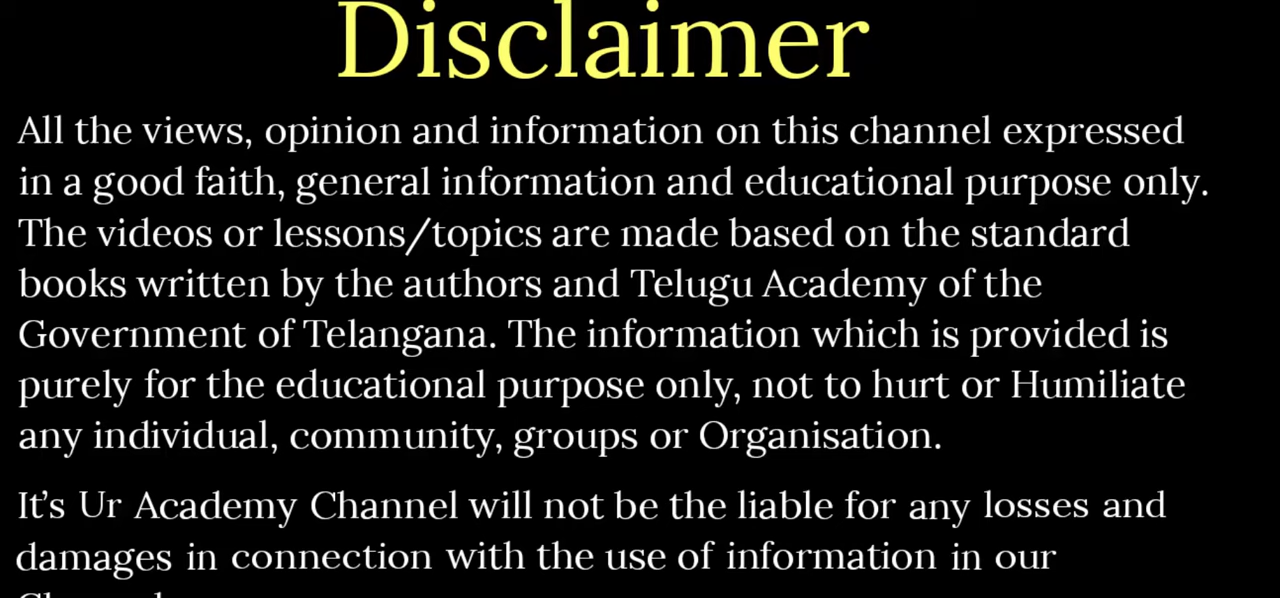 Disclaimer
All the views, opinion and information on this channel expressed
in a good faith, general information and educational purpose only.
The videos or lessons/topics are made based on the standard
books written by the authors and Telugu Academy of the
Government of Telangana. The information which is provided is
purely for the educational purpose only, not to hurt or Humiliate
any individual, community, groups or Organisation.
It's Ur Academy Channel will not be the liable for any losses and
damages in connection with the use of information in our